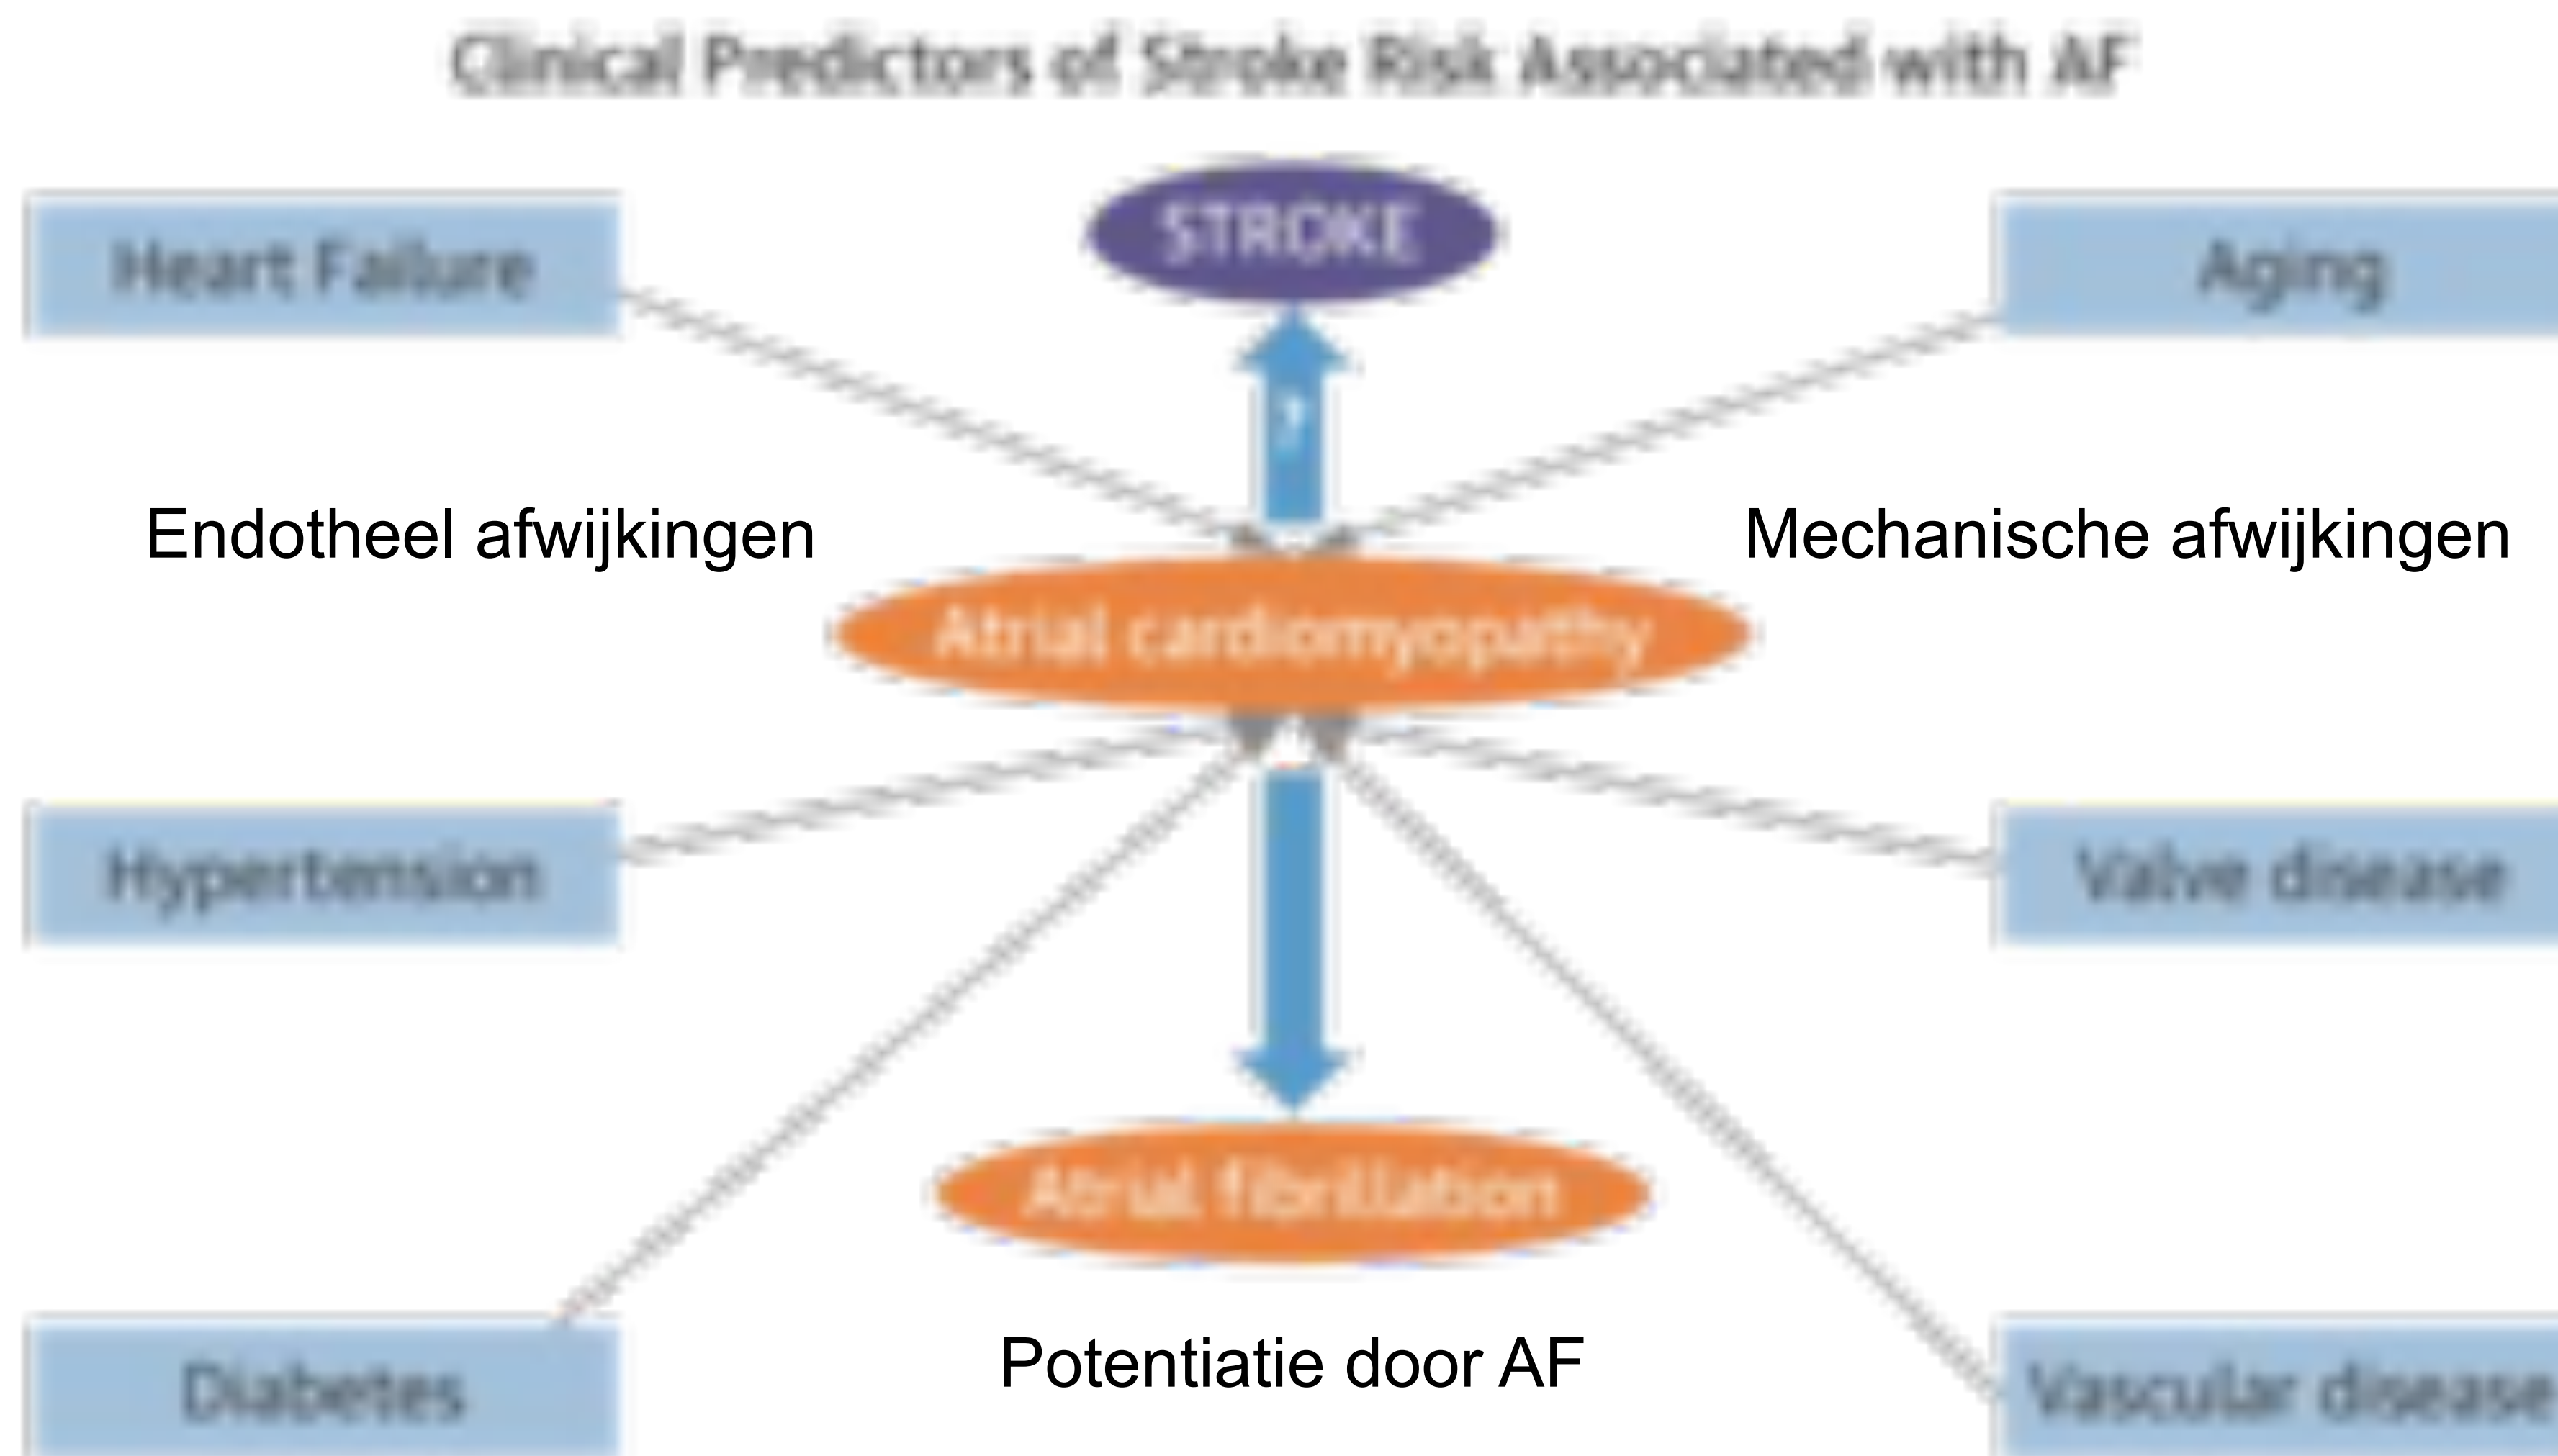 Clinical Predictors of Stroke Risk Associated with AF
STROKE
Heart Failure
Aging
?
Endotheel afwijkingen
Mechanische afwijkingen
Atrial cardiomyopathy
Hypertension
Valve disease
Atrial fibrillation
Potentiatie door AF
Diabetes
Vascular disease